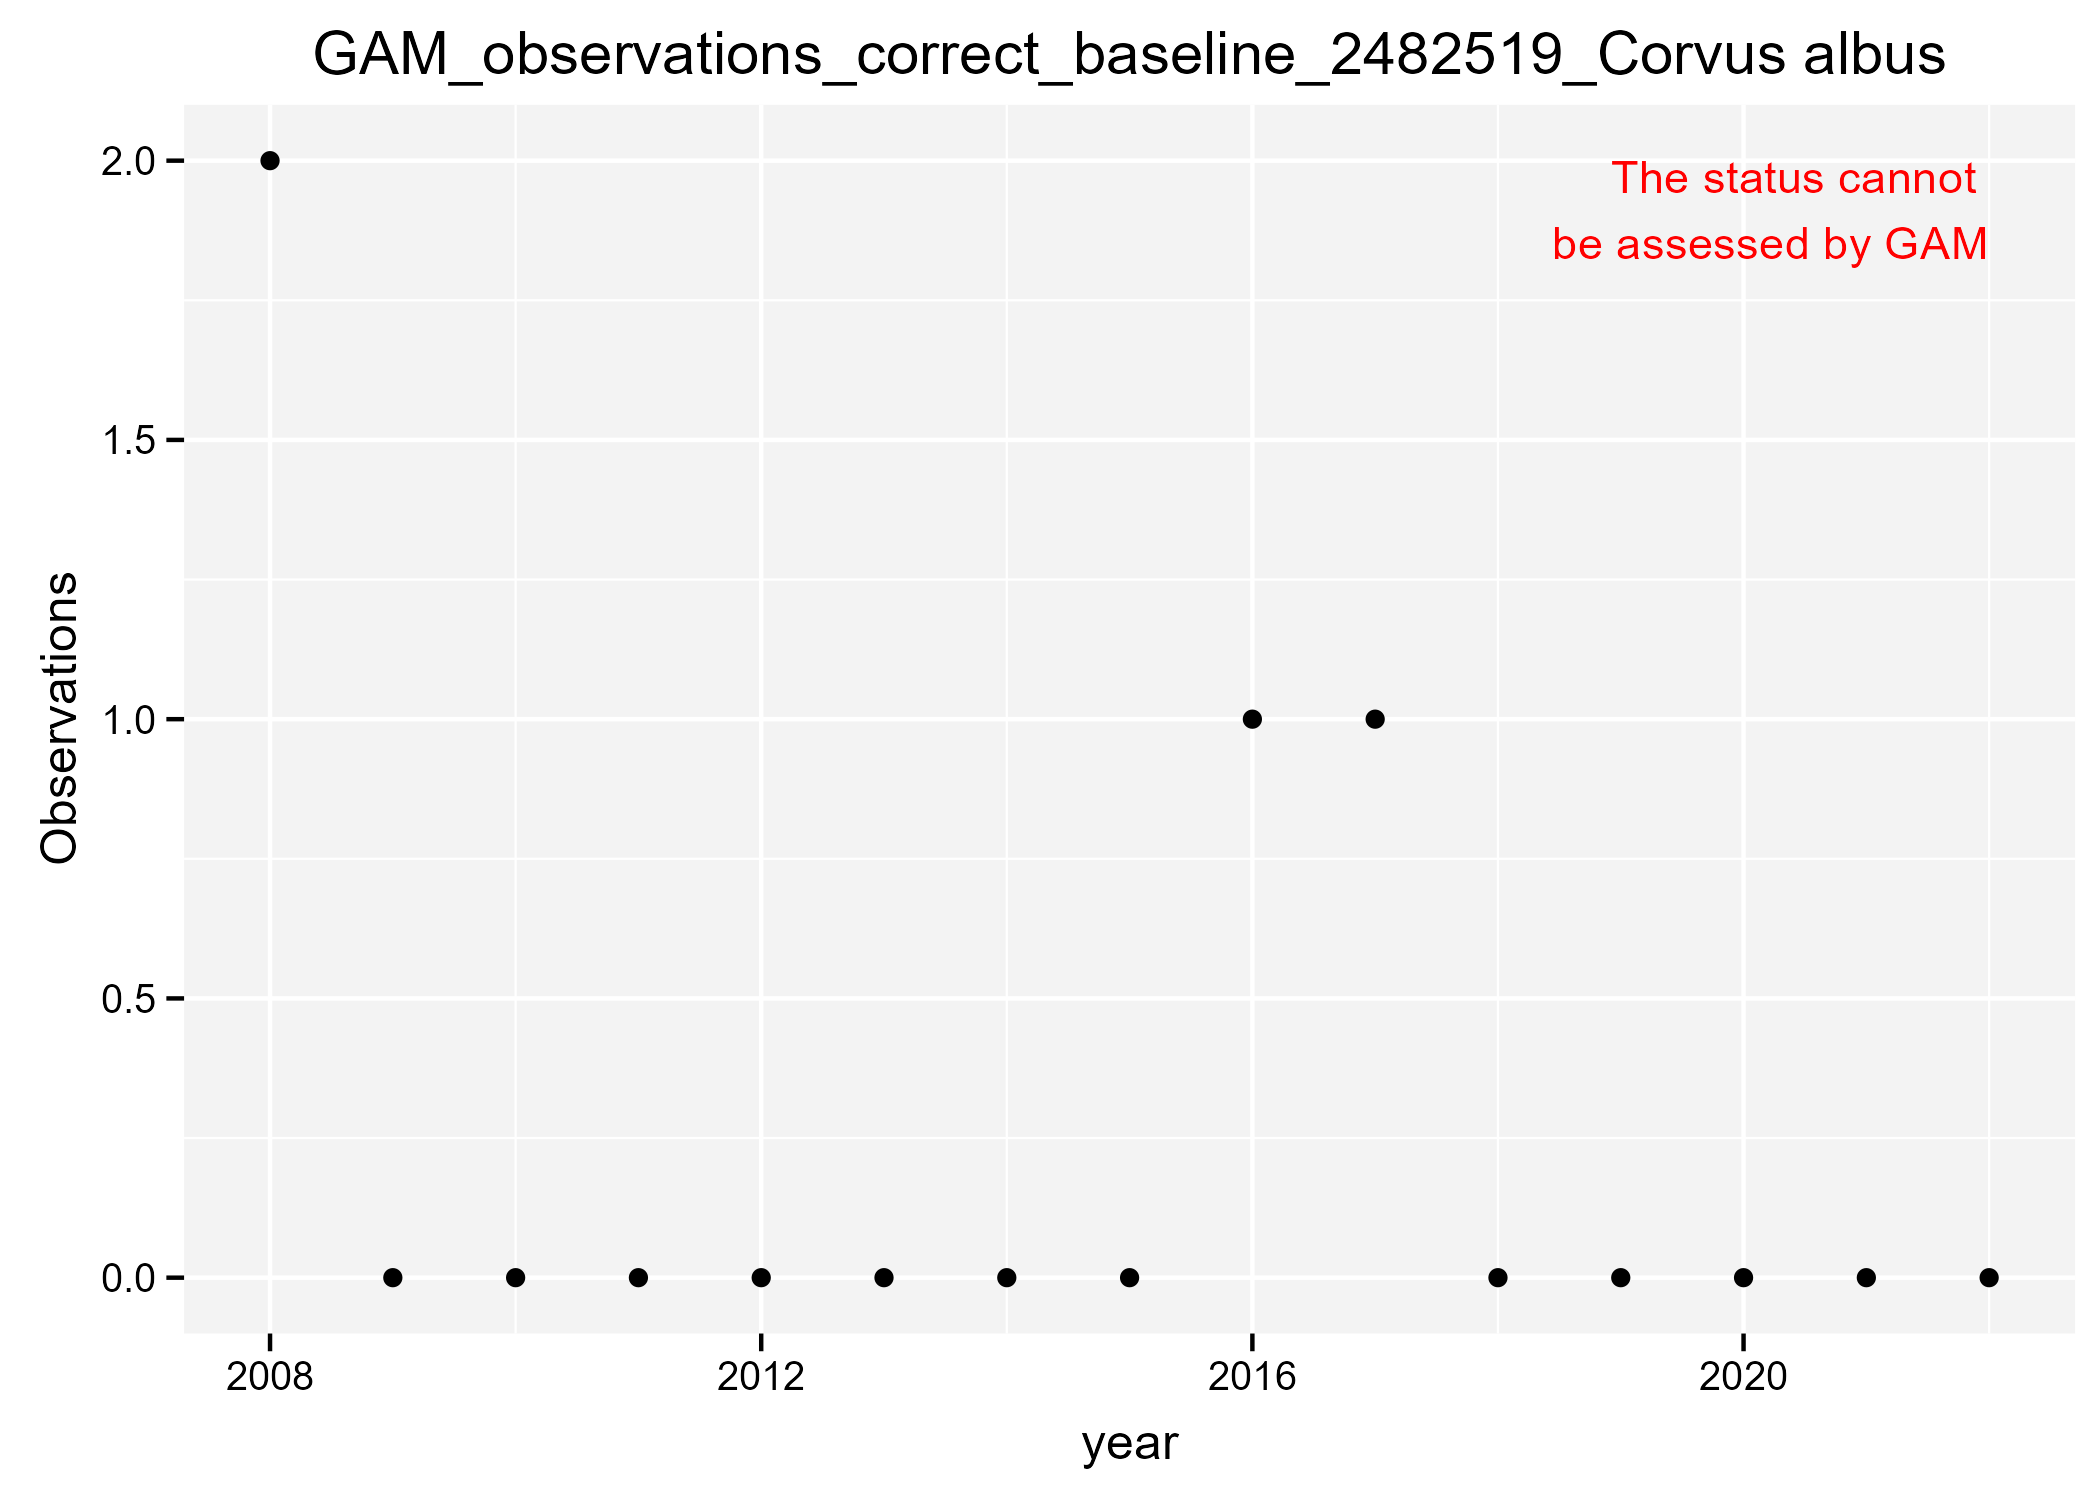 GAM_observations_correct_baseline_2482519_Corvus albus
The status cannot
be assessed by GAM
Observations
2.0
1.5
1.0
0.5
0.0
2008
2012
2016
2020
year